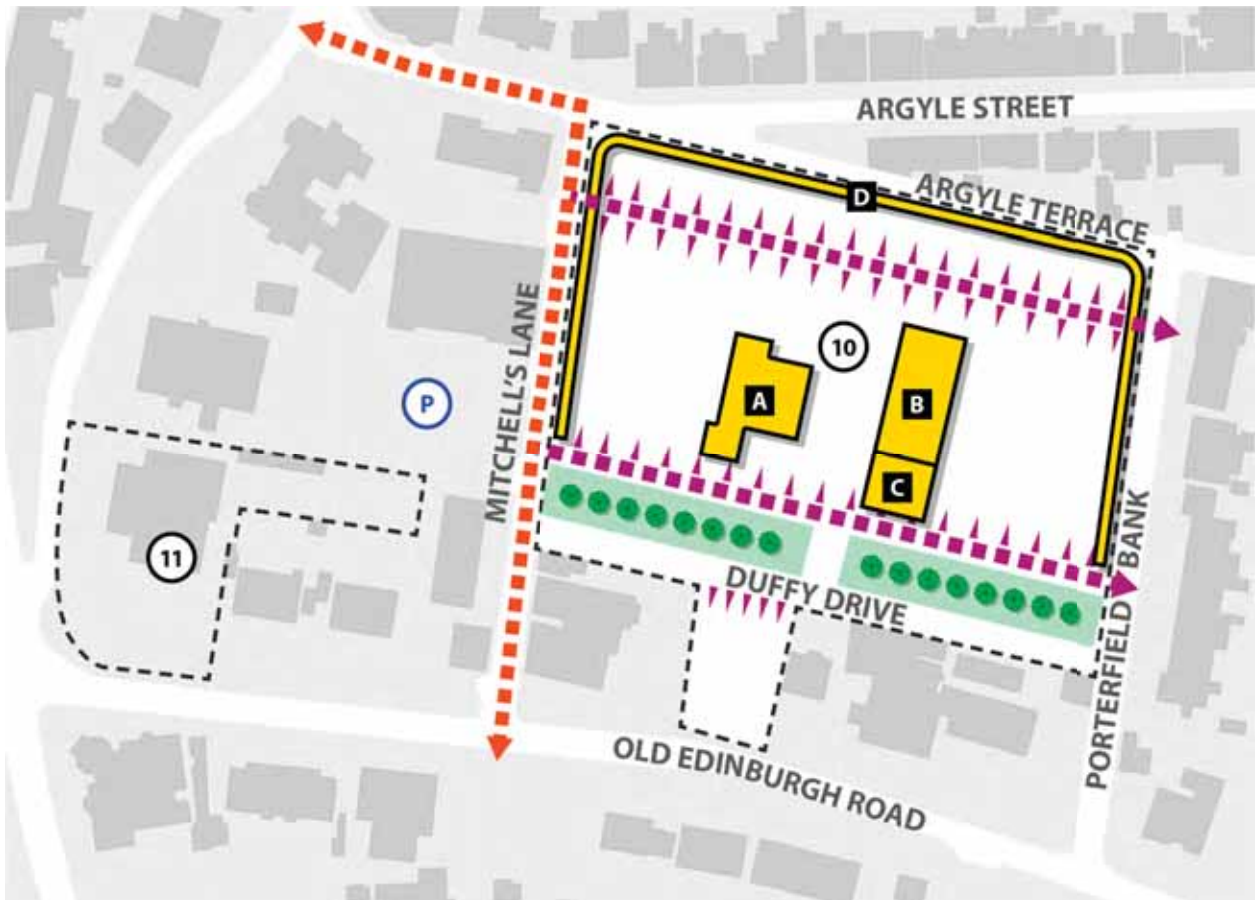 ARGYLE STREET
D
ARGYLE TERRACE
10
MITCHELL'S LANE
P
A
B
C
11
DUFFY DRIVE
PORTERFIELD BANK
OLD EDINBURGH ROAD